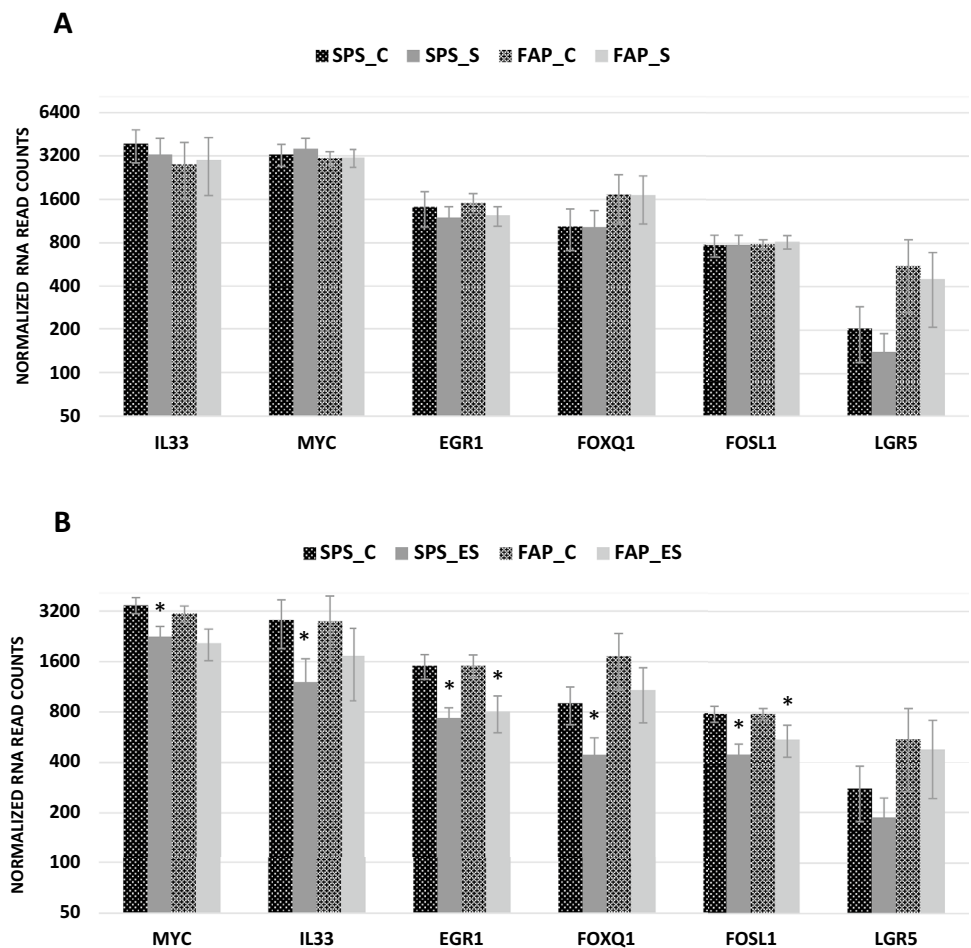 A
SPS_C SPS_S FAP_C FAP_S
NORMALIZED RNA READ COUNTS
6400
3200
1600
800
400
200
100
50
IL33 MYC EGR1 FOXQ1 FOSL1 LGR5
B
SPS_C SPS_ES FAP_C FAP_ES
NORMALIZED RNA READ COUNTS
3200
1600
800
400
200
100
50
* * * * * * *
MYC IL33 EGR1 FOXQ1 FOSL1 LGR5